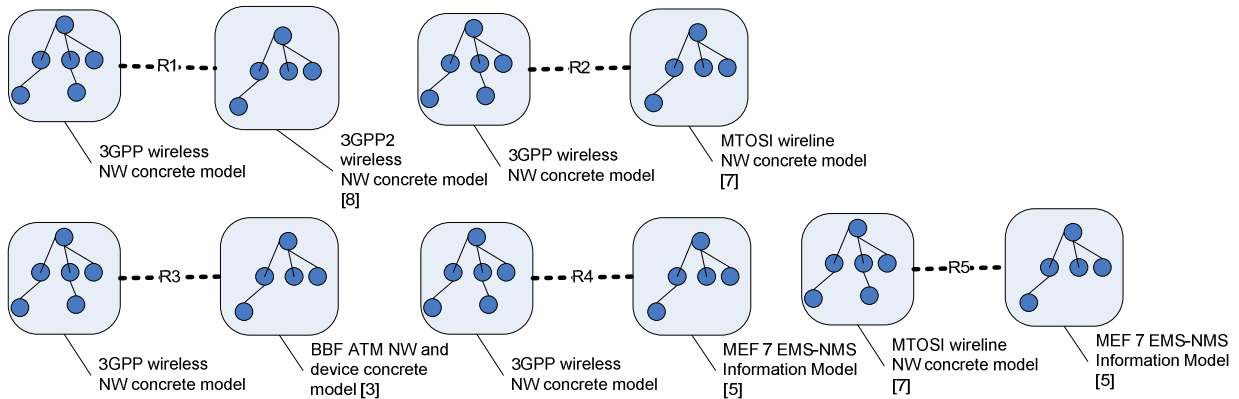 R1
R2
3GPP wireless
NW concrete model
3GPP2
wireless
NW concrete model
[8]
3GPP wireless
NW concrete model
MTOSI wireline
NW concrete model
[7]
R3
R4
R5
3GPP wireless
NW concrete model
BBF ATM NW and
device concrete
model [3]
3GPP wireless
NW concrete model
MEF 7 EMS-NMS
Information Model
[5]
MTOSI wireline
NW concrete model
[7]
MEF 7 EMS-NMS
Information Model
[5]